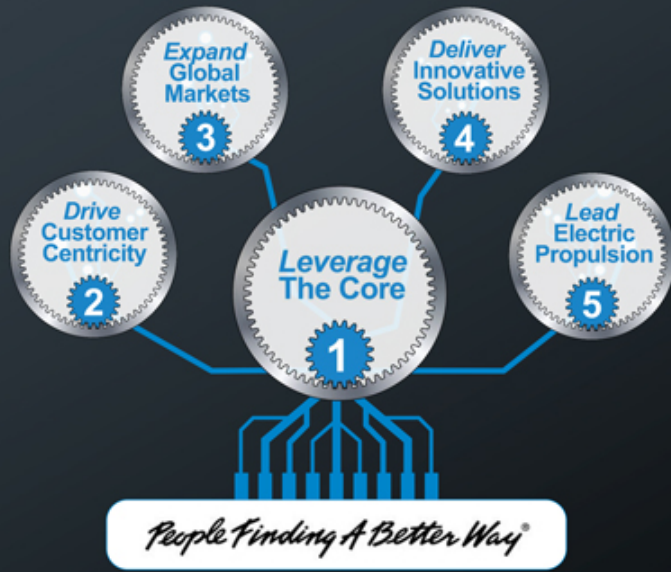 Expand
Global
Markets
3
Deliver
Innovative
Solutions
4
Drive
Customer
Centricity
2
Leverage
The Core
1
Lead
Electric
Propulsion
5
People Finding A Better Way®